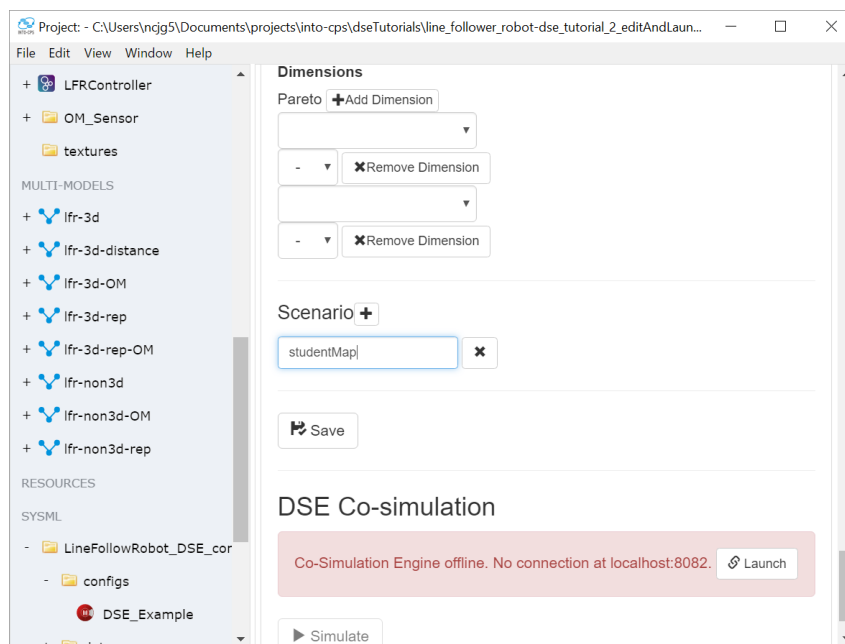 Project: - C:\Users\ncjg5\Documents\projects\into-cps\dseTutorials\line_follower_robot-dse_tutorial_2_editAndLaun...
File Edit View Window Help
+ LFRController
+ OM_Sensor
textures
MULTI-MODELS
+ lfr-3d
+ lfr-3d-distance
+ lfr-3d-OM
+ lfr-3d-rep
+ lfr-3d-rep-OM
+ lfr-non3d
+ lfr-non3d-OM
+ lfr-non3d-rep
RESOURCES
SYSML
- LineFollowRobot_DSE_cor
- configs
DSE_Example
Dimensions
Pareto +Add Dimension
- Remove Dimension
- Remove Dimension
Scenario +
studentMap
Save
DSE Co-simulation
Co-Simulation Engine offline. No connection at localhost:8082. Launch
Simulate